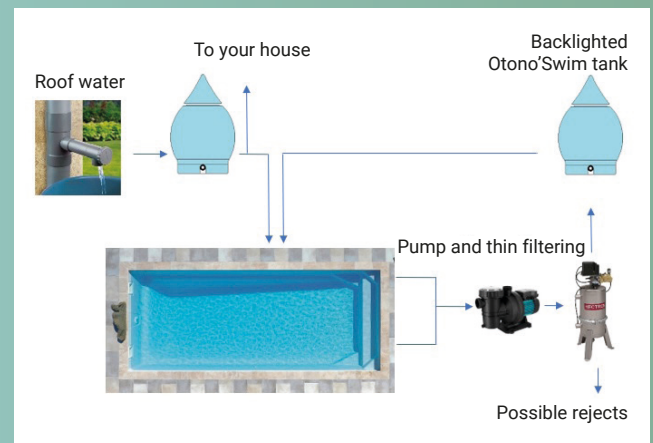 To your house
Backlighted
Otono'Swim tank
Roof water
Pump and thin filtering
Possible rejects